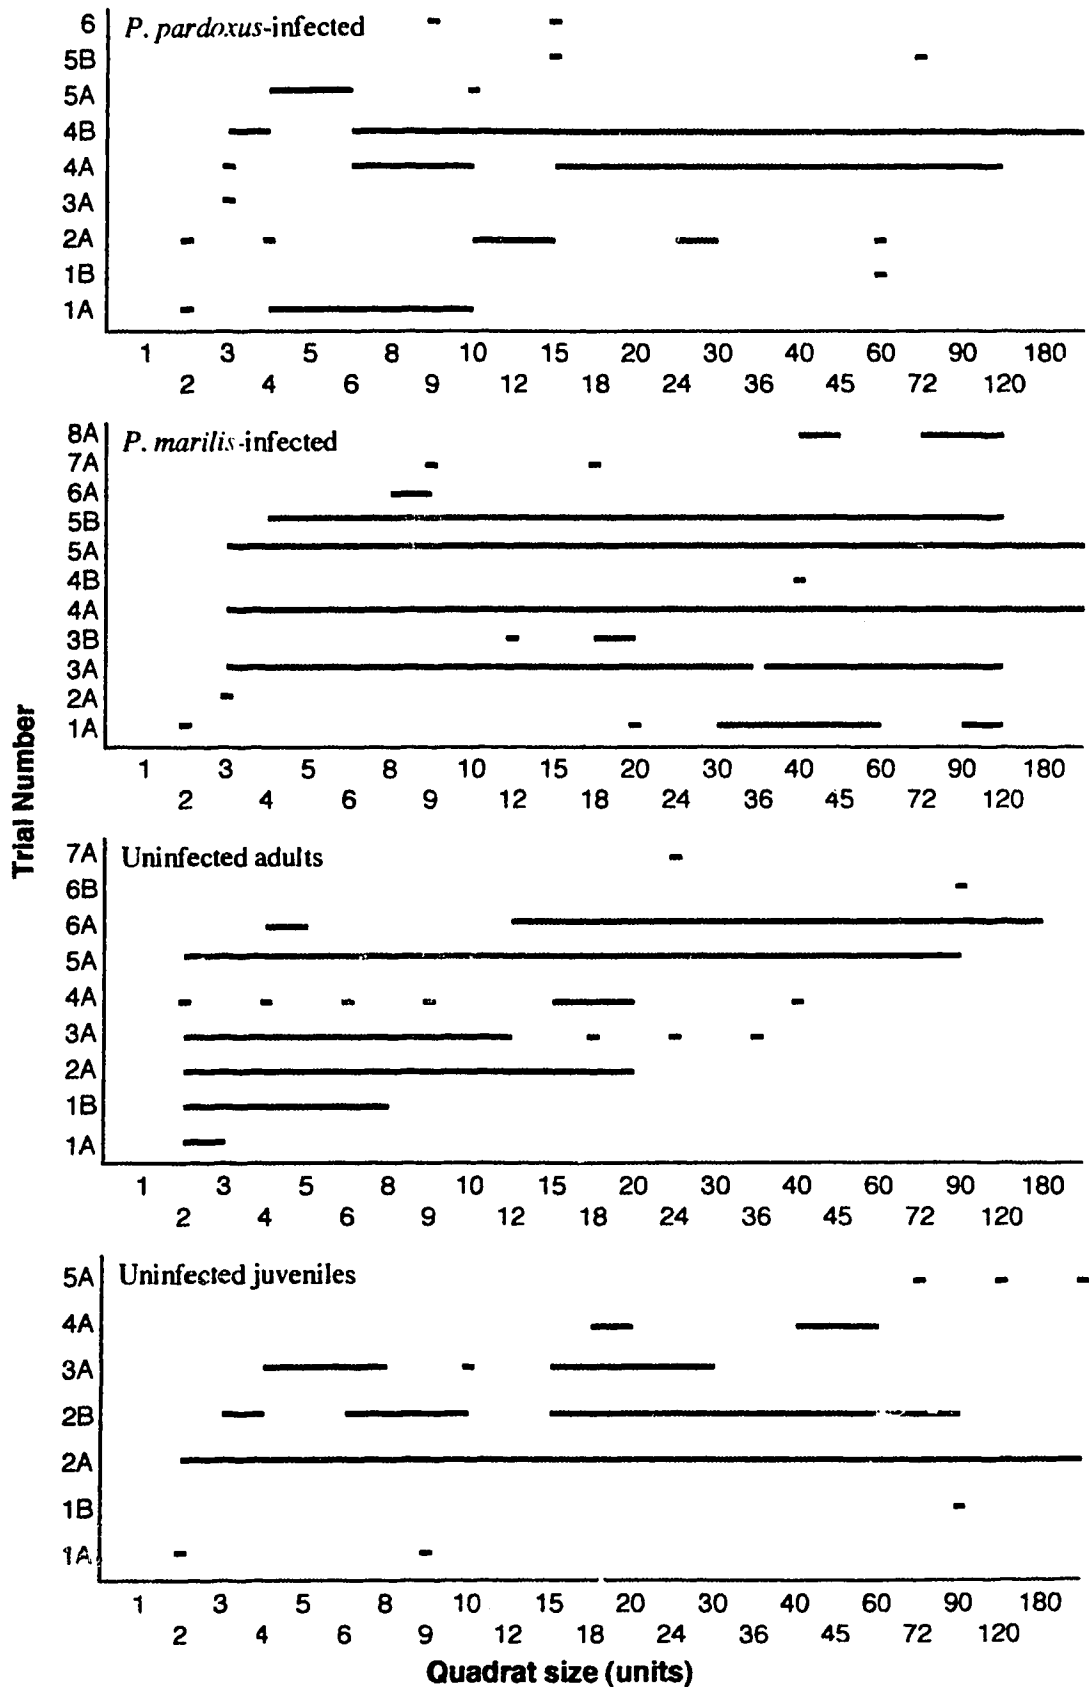 6
P. pardoxus-infected
5B
5A
4B
4A
3A
2A
1B
1A
1 3 5 8 10 15 20 30 40 60 90 180
2 4 6 9 12 18 24 36 45 72 120
8A
P. marilis-infected
7A
6A
5B
5A
4B
4A
3B
3A
2A
1A
1 3 5 8 10 15 20 30 40 60 90 180
2 4 6 9 12 18 24 36 45 72 120
Trial Number
7A
Uninfected adults
6B
6A
5A
4A
3A
2A
1B
1A
1 3 5 8 10 15 20 30 40 60 90 180
2 4 6 9 12 18 24 36 45 72 120
5A
Uninfected juveniles
4A
3A
2B
2A
1B
1A
1 3 5 8 10 15 20 30 40 60 90 180
2 4 6 9 12 18 24 36 45 72 120
Quadrat size (units)